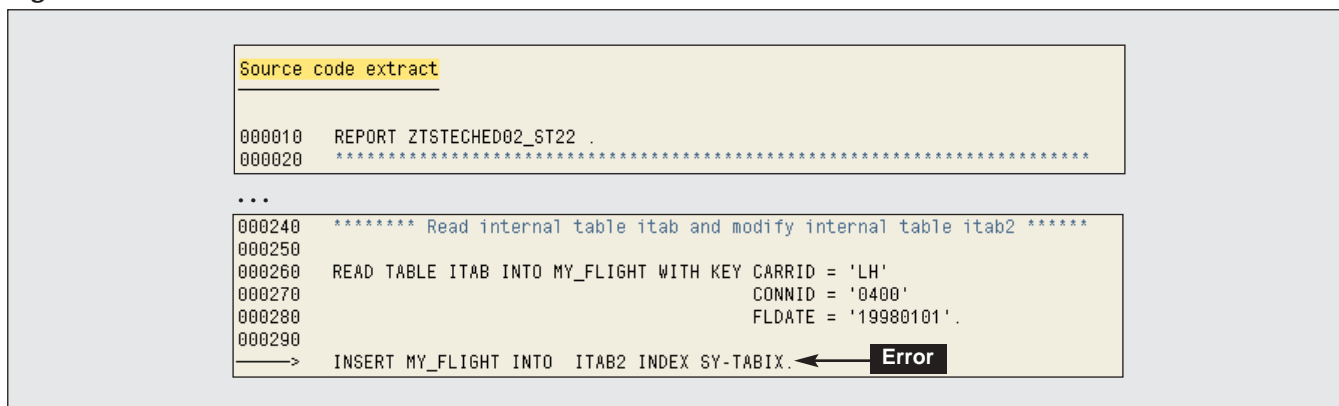 Source code extract
000010 REPORT ZTSTECHED02_ST22 .
000020 ************************************************************************
...
000240 ******** Read internal table itab and modify internal table itab2 ******
000250
000260 READ TABLE ITAB INTO MY_FLIGHT WITH KEY CARRID = 'LH'
000270 CONNID = '0400'
000280 FLDATE = '19980101'.
000290
-----> INSERT MY_FLIGHT INTO ITAB2 INDEX SY-TABIX. Error